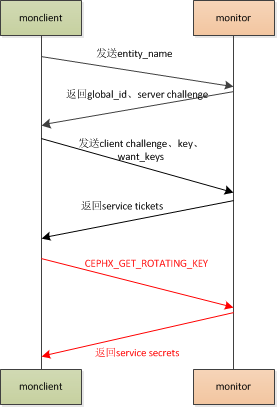 monclient monitor
发送entity_name
返回global_id、server challenge
发送client challenge、key、
want_keys
返回service tickets
CEPHX_GET_ROTATING_KEY
返回service secrets
monclient monitor